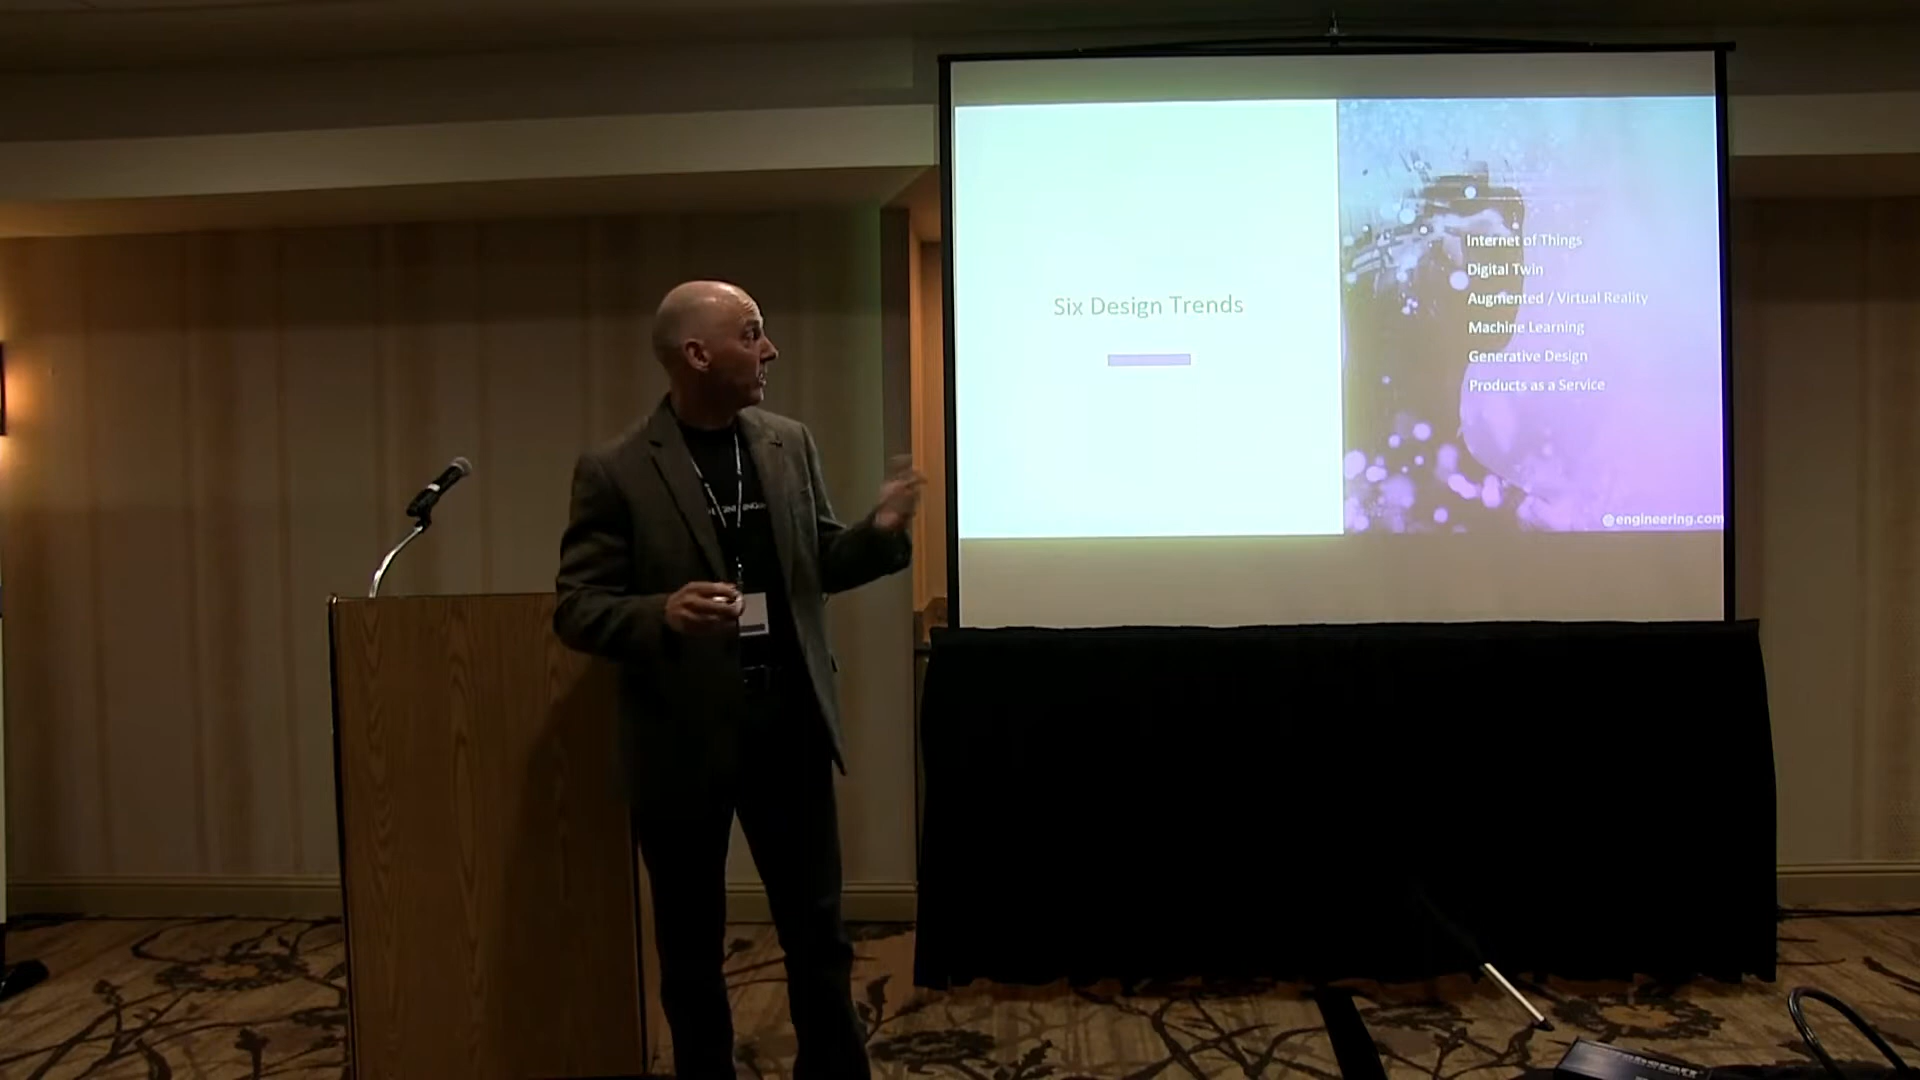 Six Design Trends
Internet of Things
Digital Twin
Augmented / Virtual Reality
Machine Learning
Generative Design
Products as a Service
engineering.com